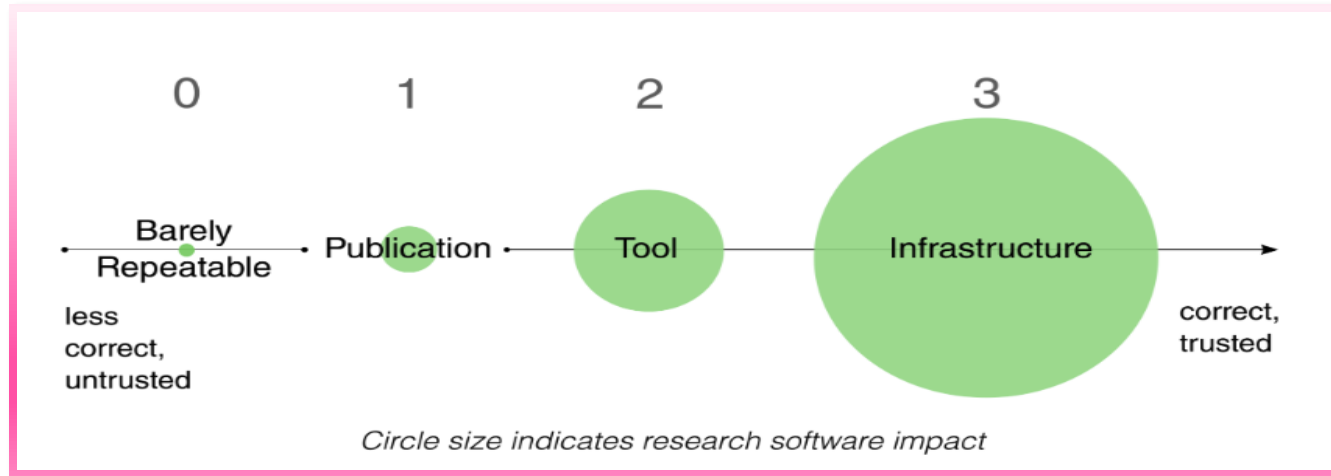 0
1
2
3
Barely
Repeatable
Publication
Tool
Infrastructure
less
correct,
untrusted
correct,
trusted
Circle size indicates research software impact